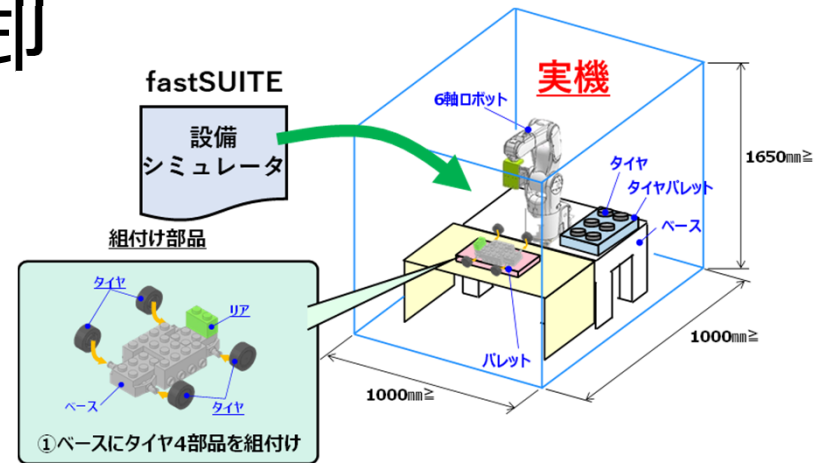 卸
fastSUITE
設備
シミュレータ
実機
6軸ロボット
タイヤ
タイヤパレット
ベース
1650㎜≧
組付け部品
タイヤ
リア
ベース
タイヤ
①ベースにタイヤ4部品を組付け
パレット
1000㎜≧
1000㎜≧